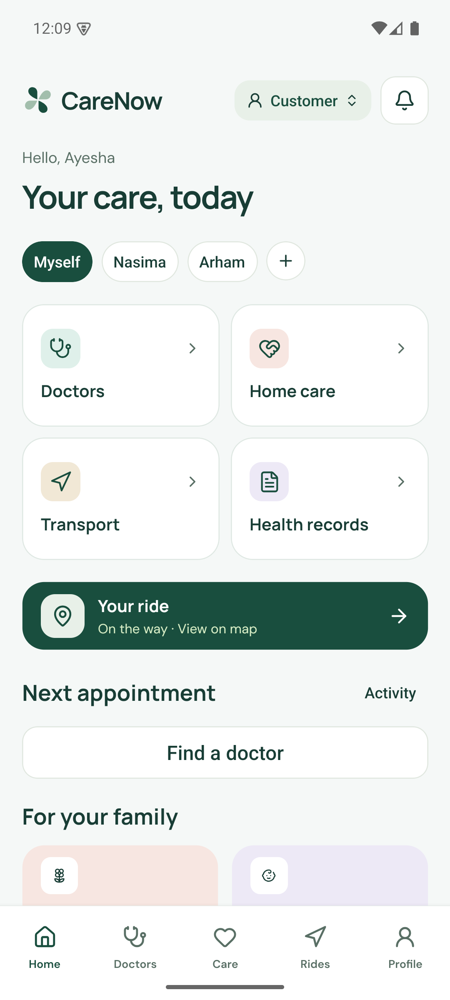 12:09
CareNow
Customer
Hello, Ayesha
Your care, today
Myself
Nasima
Arham
Doctors
Home care
Transport
Health records
Your ride
On the way · View on map
Next appointment
Activity
Find a doctor
For your family
Home
Doctors
Care
Rides
Profile